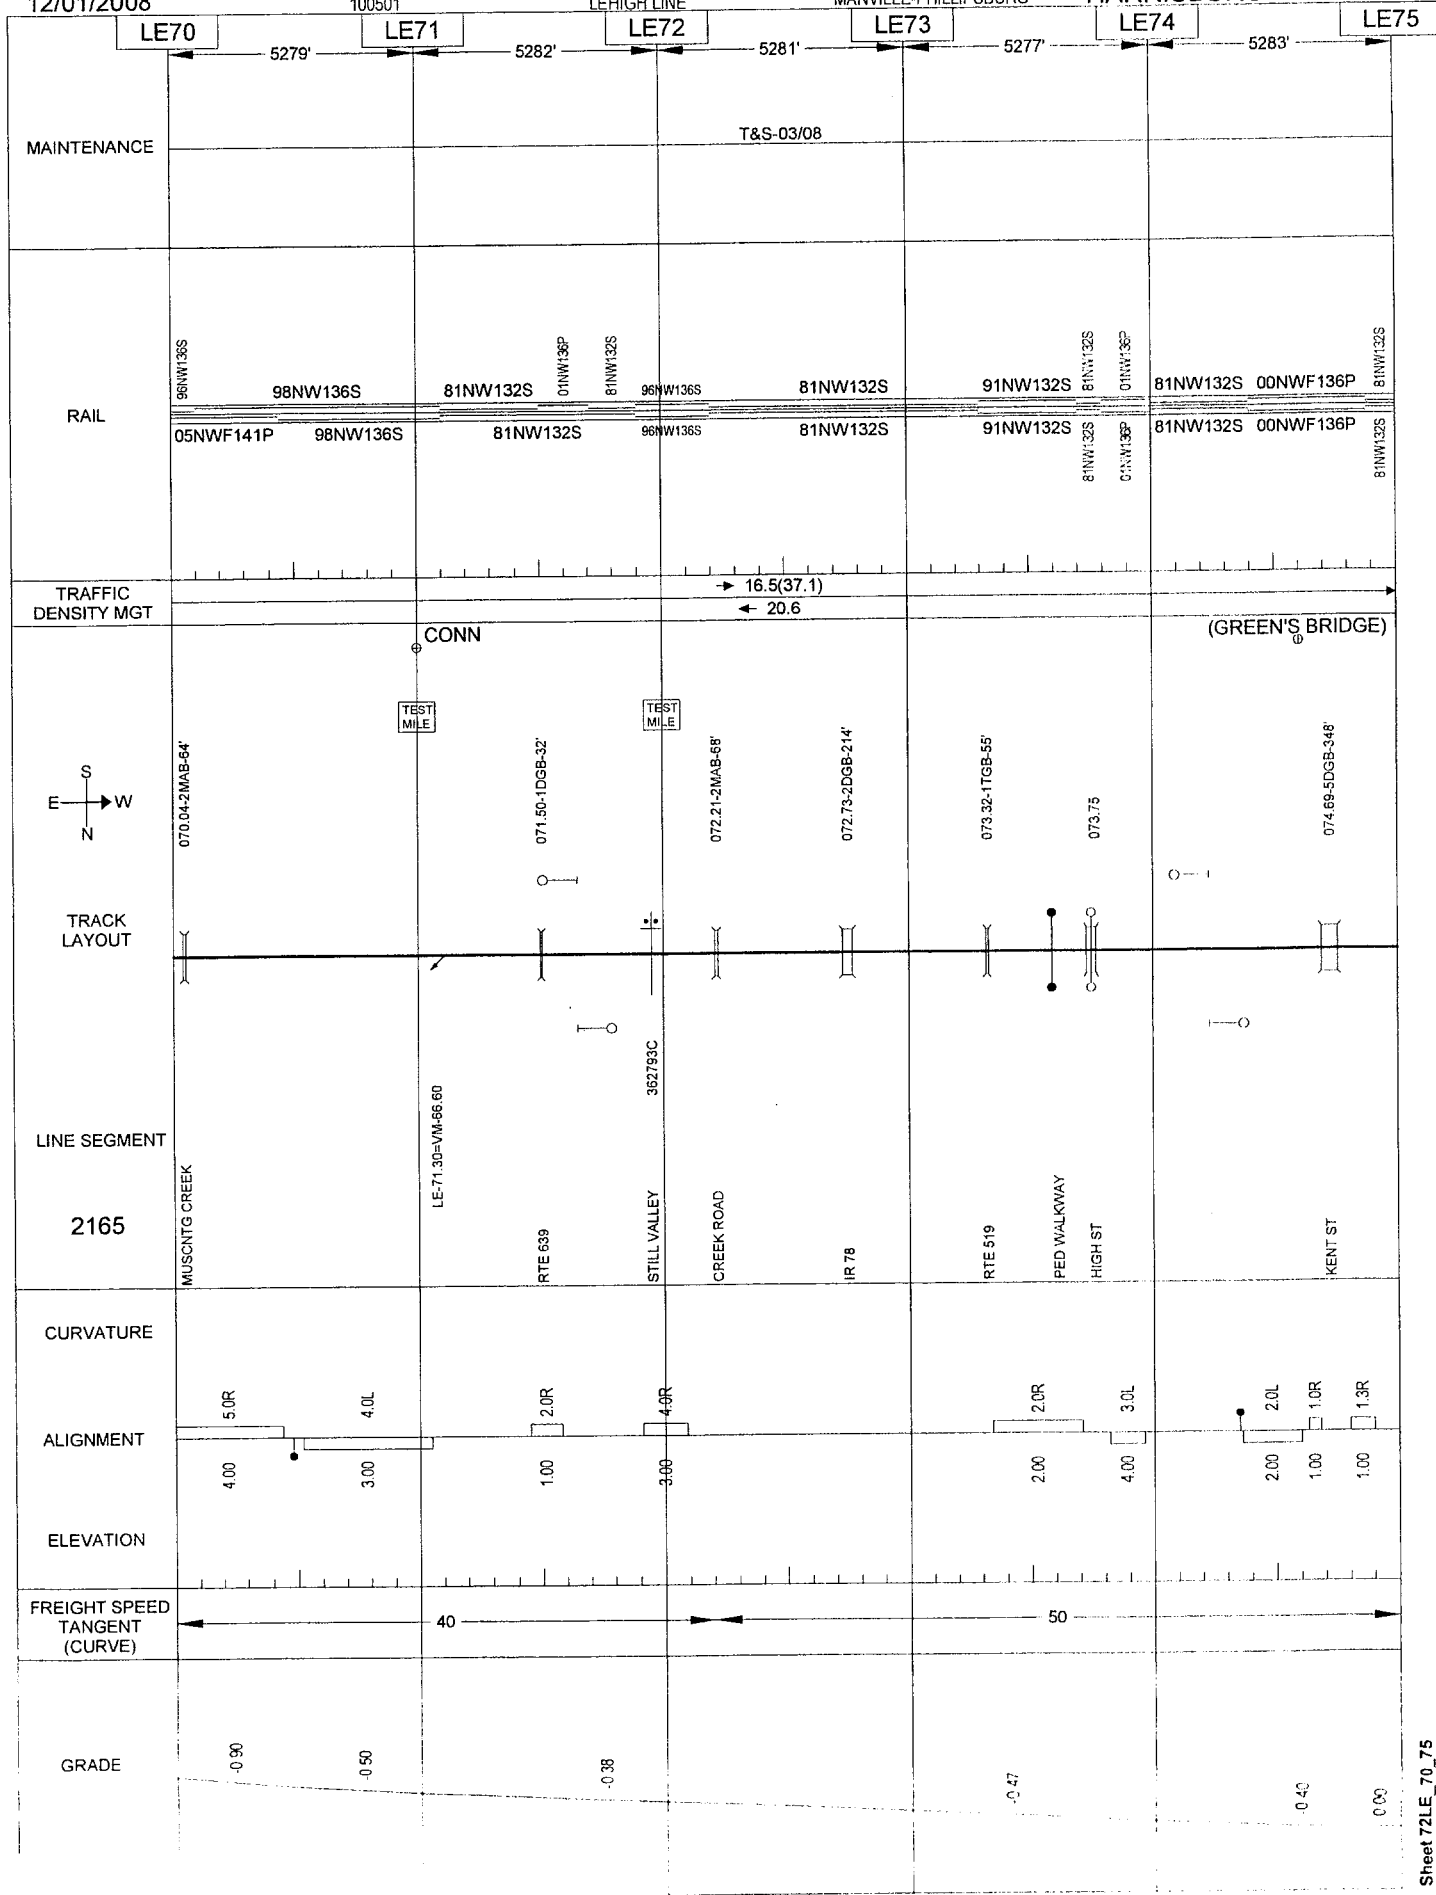 12/01/2008
100501
LEHIGH LINE
LE70
LE71
LE72
LE73
LE74
LE75
5279'
5282'
5281'
5277'
5283'
MAINTENANCE
T&S-03/08
RAIL
96NW136S
98NW136S
81NW132S
01NW136P
81NW132S
96NW136S
81NW132S
91NW132S
81NW132S
01NW136P
81NW132S
00NWF136P
81NW132S
05NWF141P
98NW136S
81NW132S
96NW136S
81NW132S
91NW132S
81NW132S
01NW136P
81NW132S
00NWF136P
81NW132S
TRAFFIC
DENSITY MGT
16.5(37.1)
20.6
CONN
(GREEN'S BRIDGE)
TEST
MILE
TEST
MILE
S
E
W
N
070.04-2MAB-64'
071.50-1DGB-32'
072.21-2MAB-68'
072.73-2DGB-214'
073.32-1TGB-55'
073.75
074.69-5DGB-348'
TRACK
LAYOUT
LINE SEGMENT
2165
LE-71.30=VM-66.60
362793C
MUSCNTG CREEK
RTE 639
STILL VALLEY
CREEK ROAD
IR 78
RTE 519
PED WALKWAY
HIGH ST
KENT ST
CURVATURE
5.0R
4.0L
2.0R
4.0R
2.0R
3.0L
2.0L
1.0R
1.3R
ALIGNMENT
4.00
3.00
1.00
3.00
2.00
4.00
2.00
1.00
1.00
ELEVATION
FREIGHT SPEED
TANGENT
(CURVE)
40
50
GRADE
-0.90
-0.50
-0.38
-0.47
-0.40
0.00
Sheet 72LE_70_75